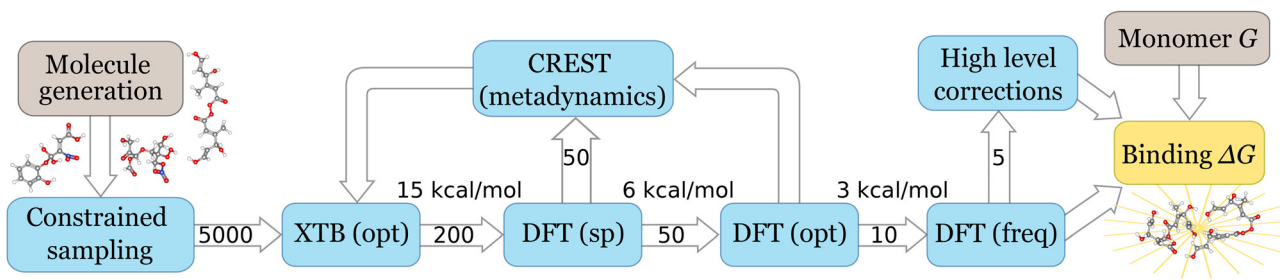 Molecule
generation
CREST
(metadynamics)
High level
corrections
Monomer G
Binding ΔG
50
5
15 kcal/mol
6 kcal/mol
3 kcal/mol
Constrained
sampling
5000
XTB (opt)
200
DFT (sp)
50
DFT (opt)
10
DFT (freq)